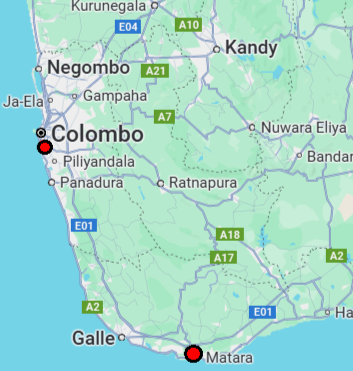 Kurunegala
E04
A10
Kandy
Negombo
A21
Ja-Ela
Gampaha
A7
Colombo
Nuwara Eliya
Piliyandala
Bandar
Panadura
Ratnapura
E01
A18
A17
A2
A2
E01
Ha
Galle
Matara